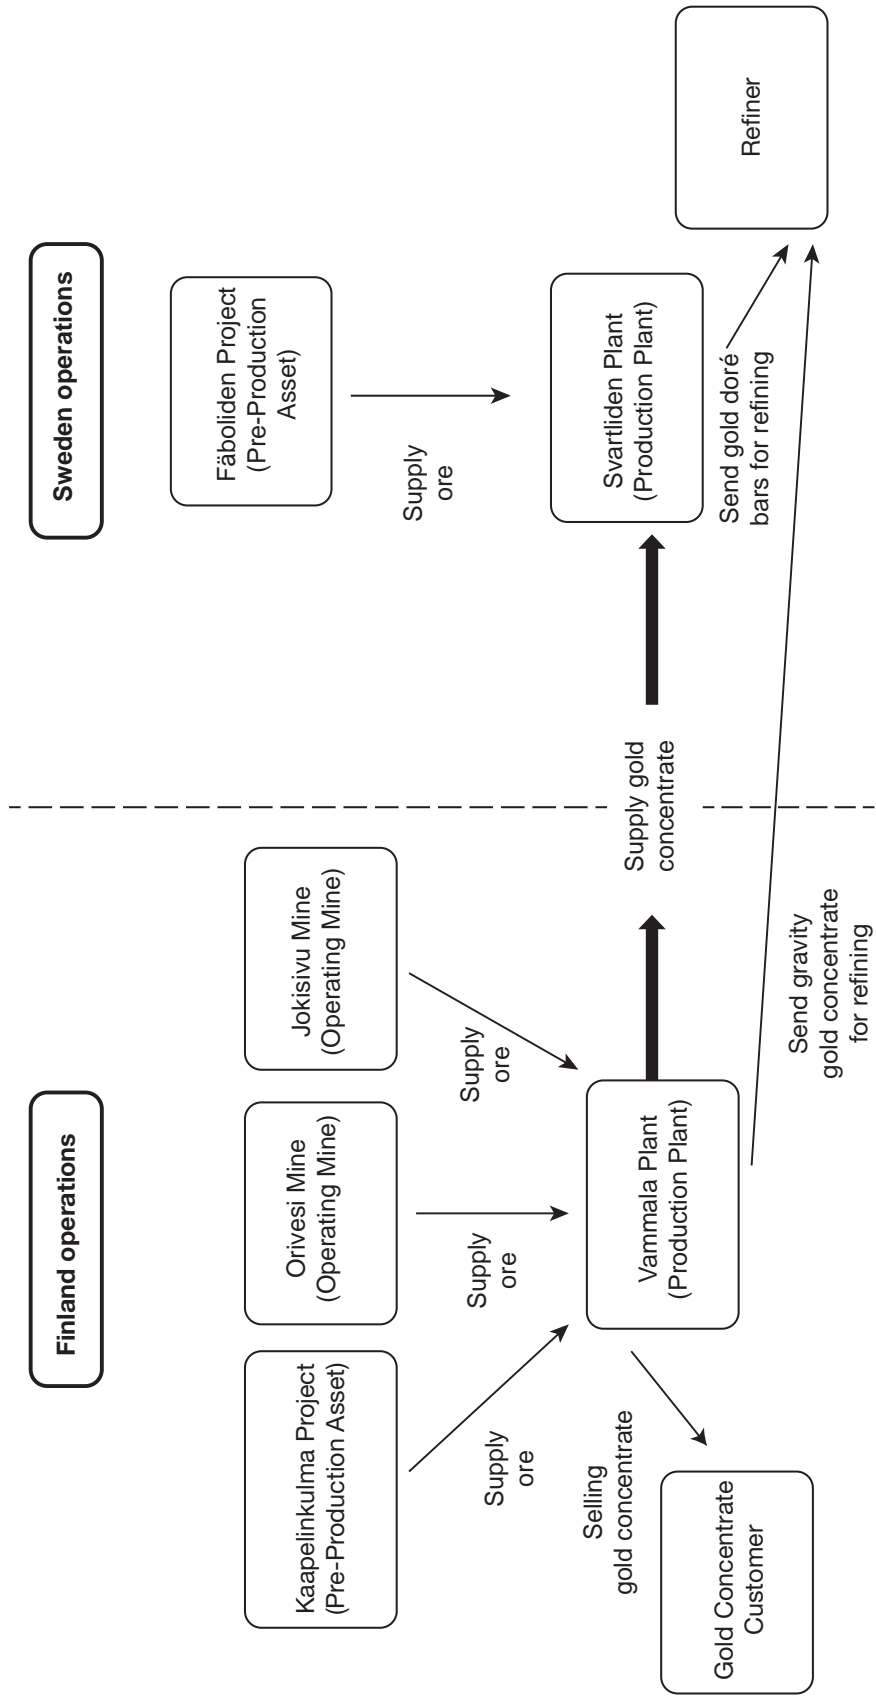 Finland operations
Sweden operations
Kaapelinkulma Project
(Pre-Production Asset)
Orivesi Mine
(Operating Mine)
Jokisivu Mine
(Operating Mine)
Fäboliden Project
(Pre-Production
Asset)
Supply
ore
Supply
ore
Supply
ore
Supply
ore
Vammala Plant
(Production Plant)
Supply gold
concentrate
Svartliden Plant
(Production Plant)
Selling
gold concentrate
Gold Concentrate
Customer
Send gravity
gold concentrate
for refining
Send gold doré
bars for refining
Refiner